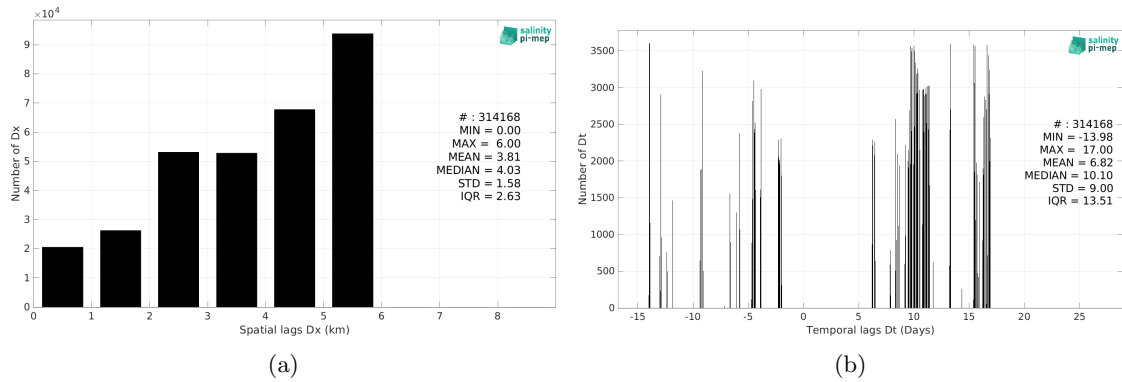 ×10⁴
9
8
7
6
5
4
3
2
1
0
Number of Dx
salinity
pi-mep
# : 314168
MIN = 0.00
MAX = 6.00
MEAN = 3.81
MEDIAN = 4.03
STD = 1.58
IQR = 2.63
0 1 2 3 4 5 6 7 8
Spatial lags Dx (km)
(a)
3500
3000
2500
2000
1500
1000
500
0
Number of Dt
salinity
pi-mep
# : 314168
MIN = -13.98
MAX = 17.00
MEAN = 6.82
MEDIAN = 10.10
STD = 9.00
IQR = 13.51
-15 -10 -5 0 5 10 15 20 25
Temporal lags Dt (Days)
(b)